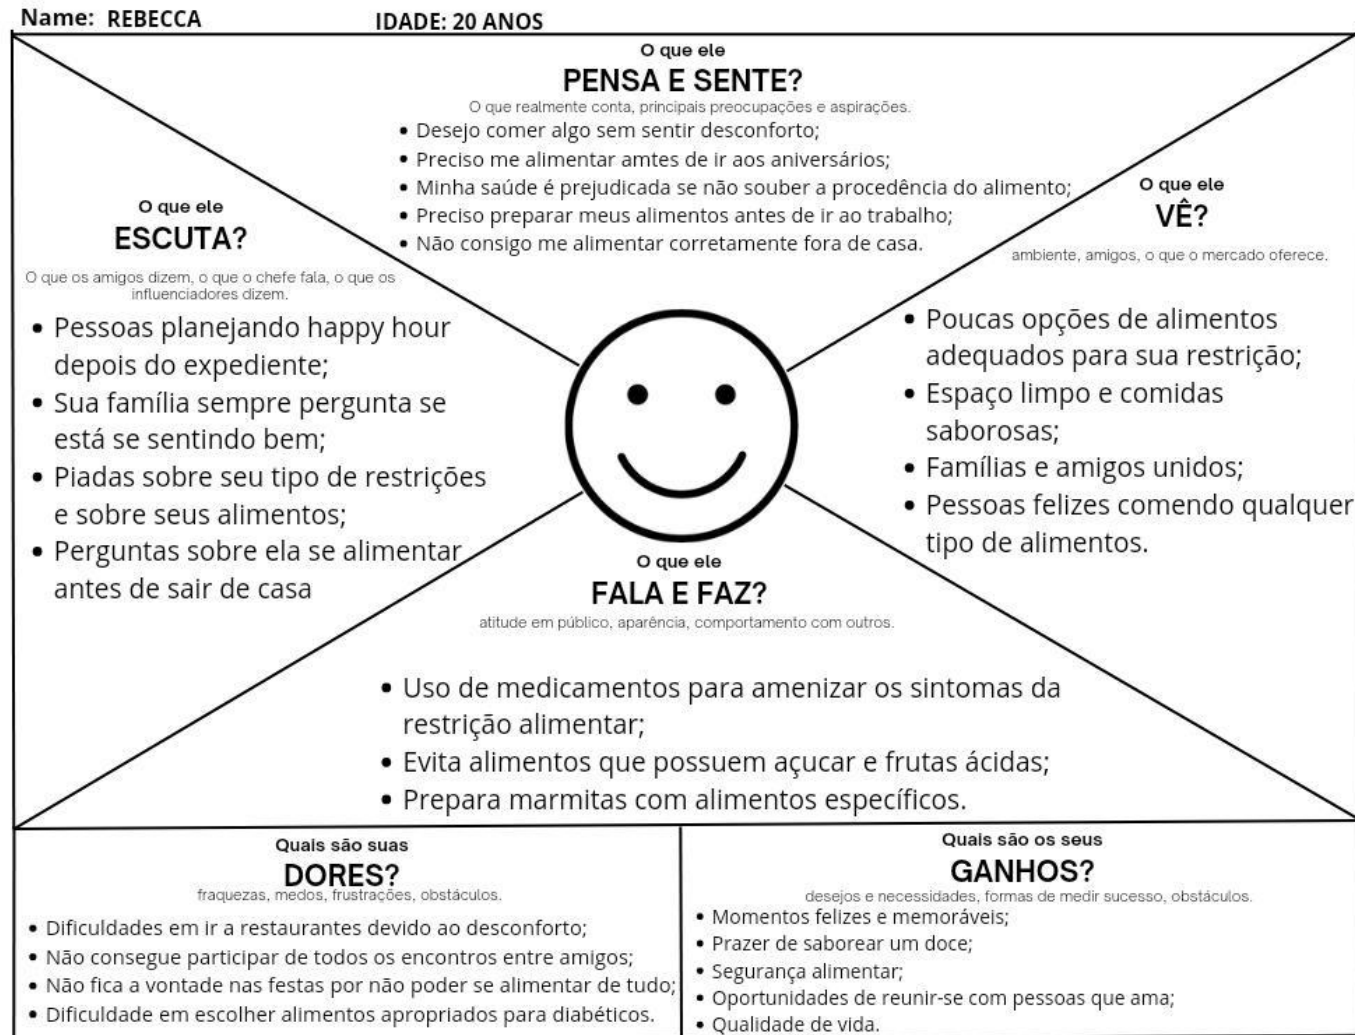 Name: REBECCA
IDADE: 20 ANOS
O que ele
PENSA E SENTE?
O que realmente conta, principais preocupações e aspirações.
• Desejo comer algo sem sentir desconforto;
• Preciso me alimentar amtes de ir aos aniversários;
• Minha saúde é prejudicada se não souber a procedência do alimento;
• Preciso preparar meus alimentos antes de ir ao trabalho;
• Não consigo me alimentar corretamente fora de casa.
O que ele
ESCUTA?
O que os amigos dizem, o que o chefe fala, o que os
influenciadores dizem.
• Pessoas planejando happy hour
depois do expediente;
• Sua família sempre pergunta se
está se sentindo bem;
• Piadas sobre seu tipo de restrições
e sobre seus alimentos;
• Perguntas sobre ela se alimentar
antes de sair de casa
O que ele
VÊ?
ambiente, amigos, o que o mercado oferece.
• Poucas opções de alimentos
adequados para sua restrição;
• Espaço limpo e comidas
saborosas;
• Famílias e amigos unidos;
• Pessoas felizes comendo qualquer
tipo de alimentos.
O que ele
FALA E FAZ?
atitude em público, aparência, comportamento com outros.
• Uso de medicamentos para amenizar os sintomas da
restrição alimentar;
• Evita alimentos que possuem açucar e frutas ácidas;
• Prepara marmitas com alimentos específicos.
Quais são suas
DORES?
fraquezas, medos, frustrações, obstáculos.
• Dificuldades em ir a restaurantes devido ao desconforto;
• Não consegue participar de todos os encontros entre amigos;
• Não fica a vontade nas festas por não poder se alimentar de tudo;
• Dificuldade em escolher alimentos apropriados para diabéticos.
Quais são os seus
GANHOS?
desejos e necessidades, formas de medir sucesso, obstáculos.
• Momentos felizes e memoráveis;
• Prazer de saborear um doce;
• Segurança alimentar;
• Oportunidades de reunir-se com pessoas que ama;
• Qualidade de vida.